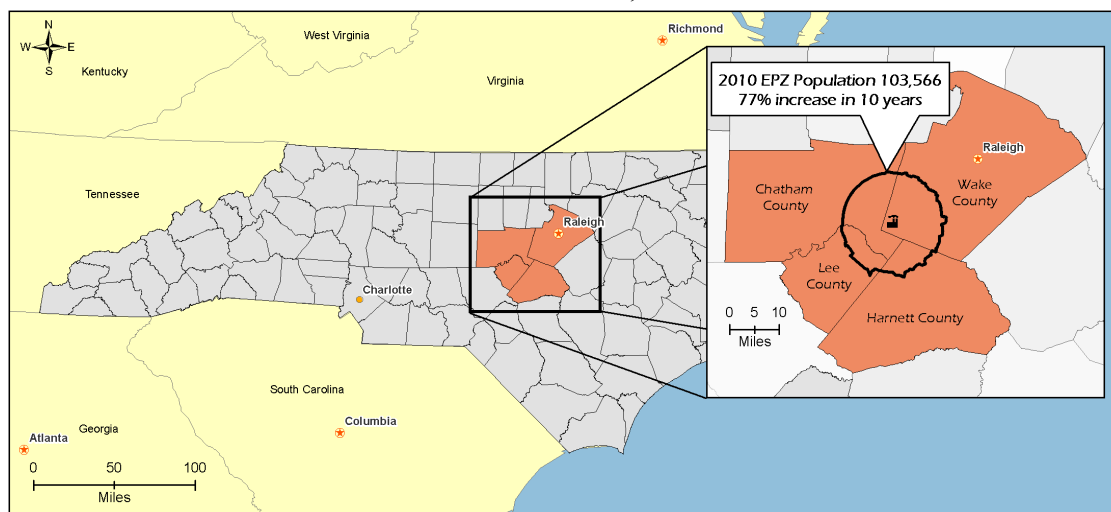 N
W E
S
West Virginia
Richmond
Kentucky
Virginia
2010 EPZ Population 103,566
77% increase in 10 years
Raleigh
Tennessee
Chatham
County
Wake
County
Raleigh
Lee
County
Charlotte
0 5 10
Miles
Harnett County
South Carolina
Columbia
Georgia
Atlanta
0 50 100
Miles